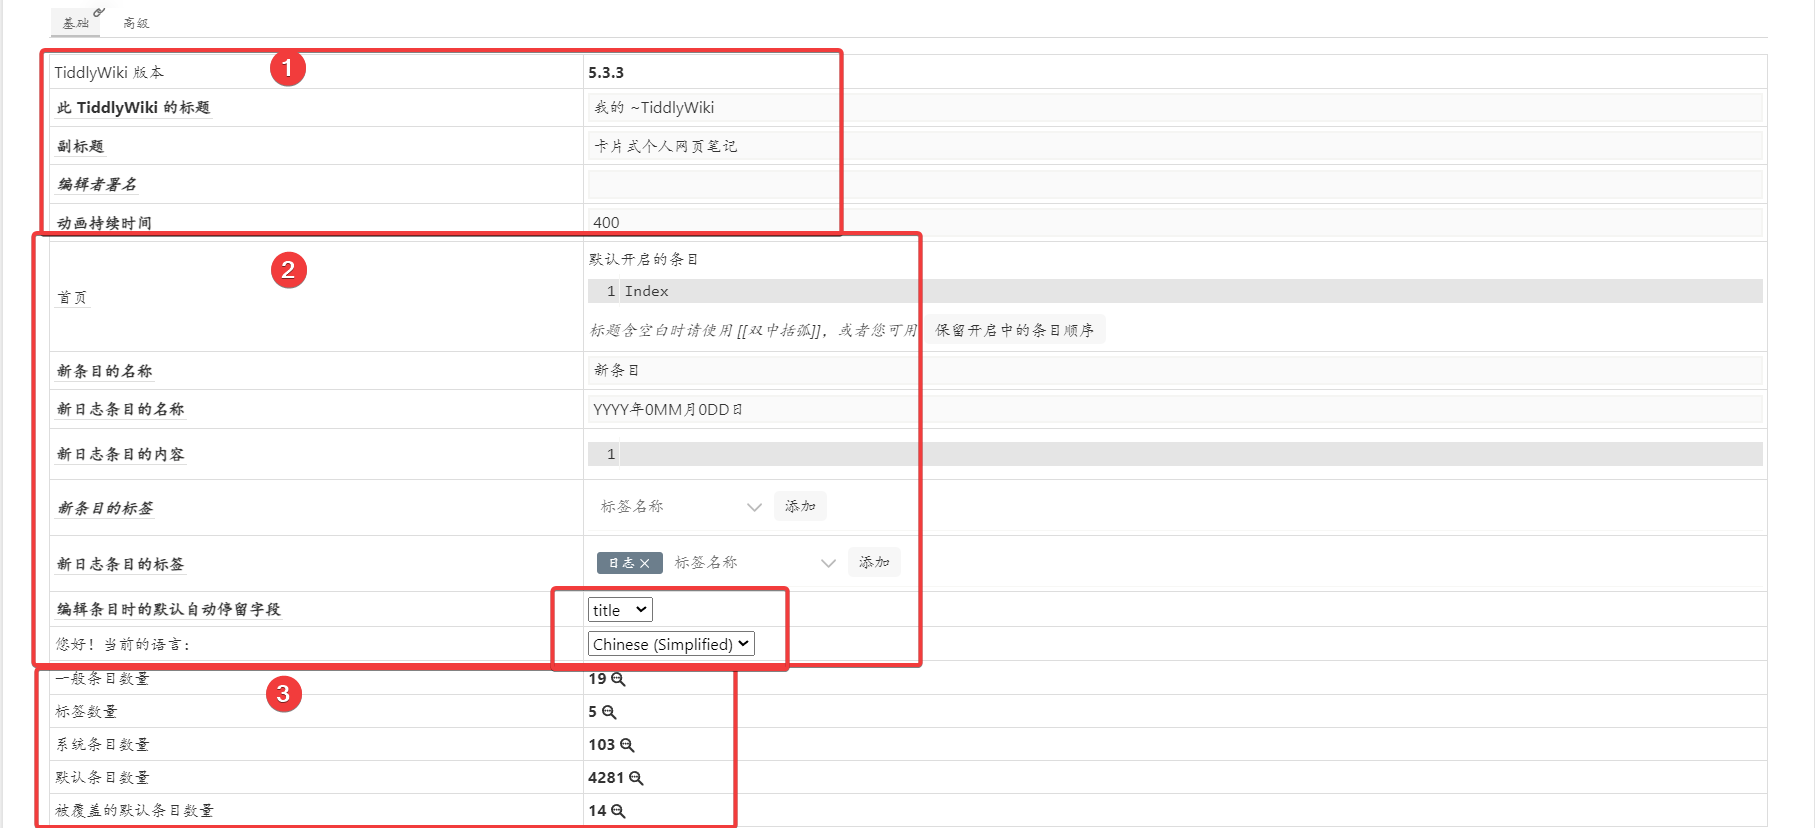 基础 高级
1
TiddlyWiki 版本 5.3.3
此 TiddlyWiki 的标题 我的 ~TiddlyWiki
副标题 卡片式个人网页笔记
编辑者署名
动画持续时间 400
2
默认开启的条目
首页 1 Index
标题含空白时请使用 [[双中括弧]]，或者您可用 保留开启中的条目顺序
新条目的名称 新条目
新日志条目的名称 YYYY年0MM月0DD日
新日志条目的内容 1
新条目的标签 标签名称 添加
新日志条目的标签 日志 × 标签名称 添加
编辑条目时的默认自动停留字段 title
您好！当前的语言： Chinese (Simplified)
一般条目数量 19
3
标签数量 5
系统条目数量 103
默认条目数量 4281
被覆盖的默认条目数量 14